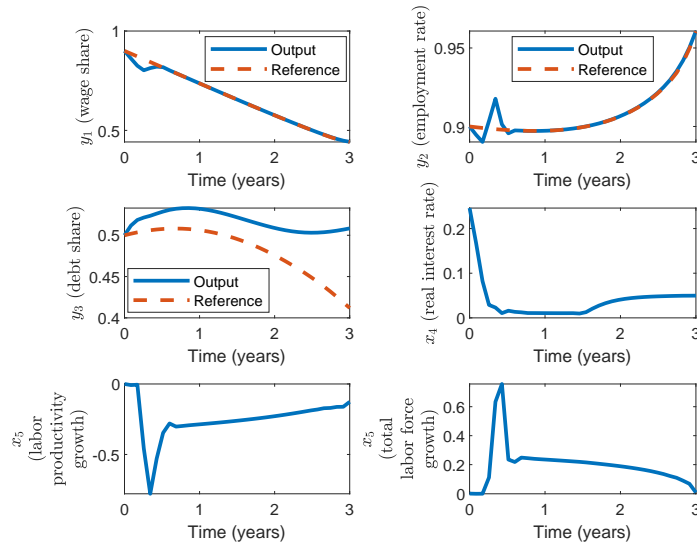 1
0.5
y₁ (wage share)
Output
Reference
0 1 2 3
Time (years)
0.95
0.9
y₂ (employment rate)
Output
Reference
0 1 2 3
Time (years)
0.5
0.45
0.4
y₃ (debt share)
Output
Reference
0 1 2 3
Time (years)
0.2
0.1
0
x₄ (real interest rate)
0 1 2 3
Time (years)
0
-0.5
x₅
(labor
productivity
growth)
0 1 2 3
Time (years)
0.6
0.4
0.2
0
x₅
(total
labor force
growth)
0 1 2 3
Time (years)